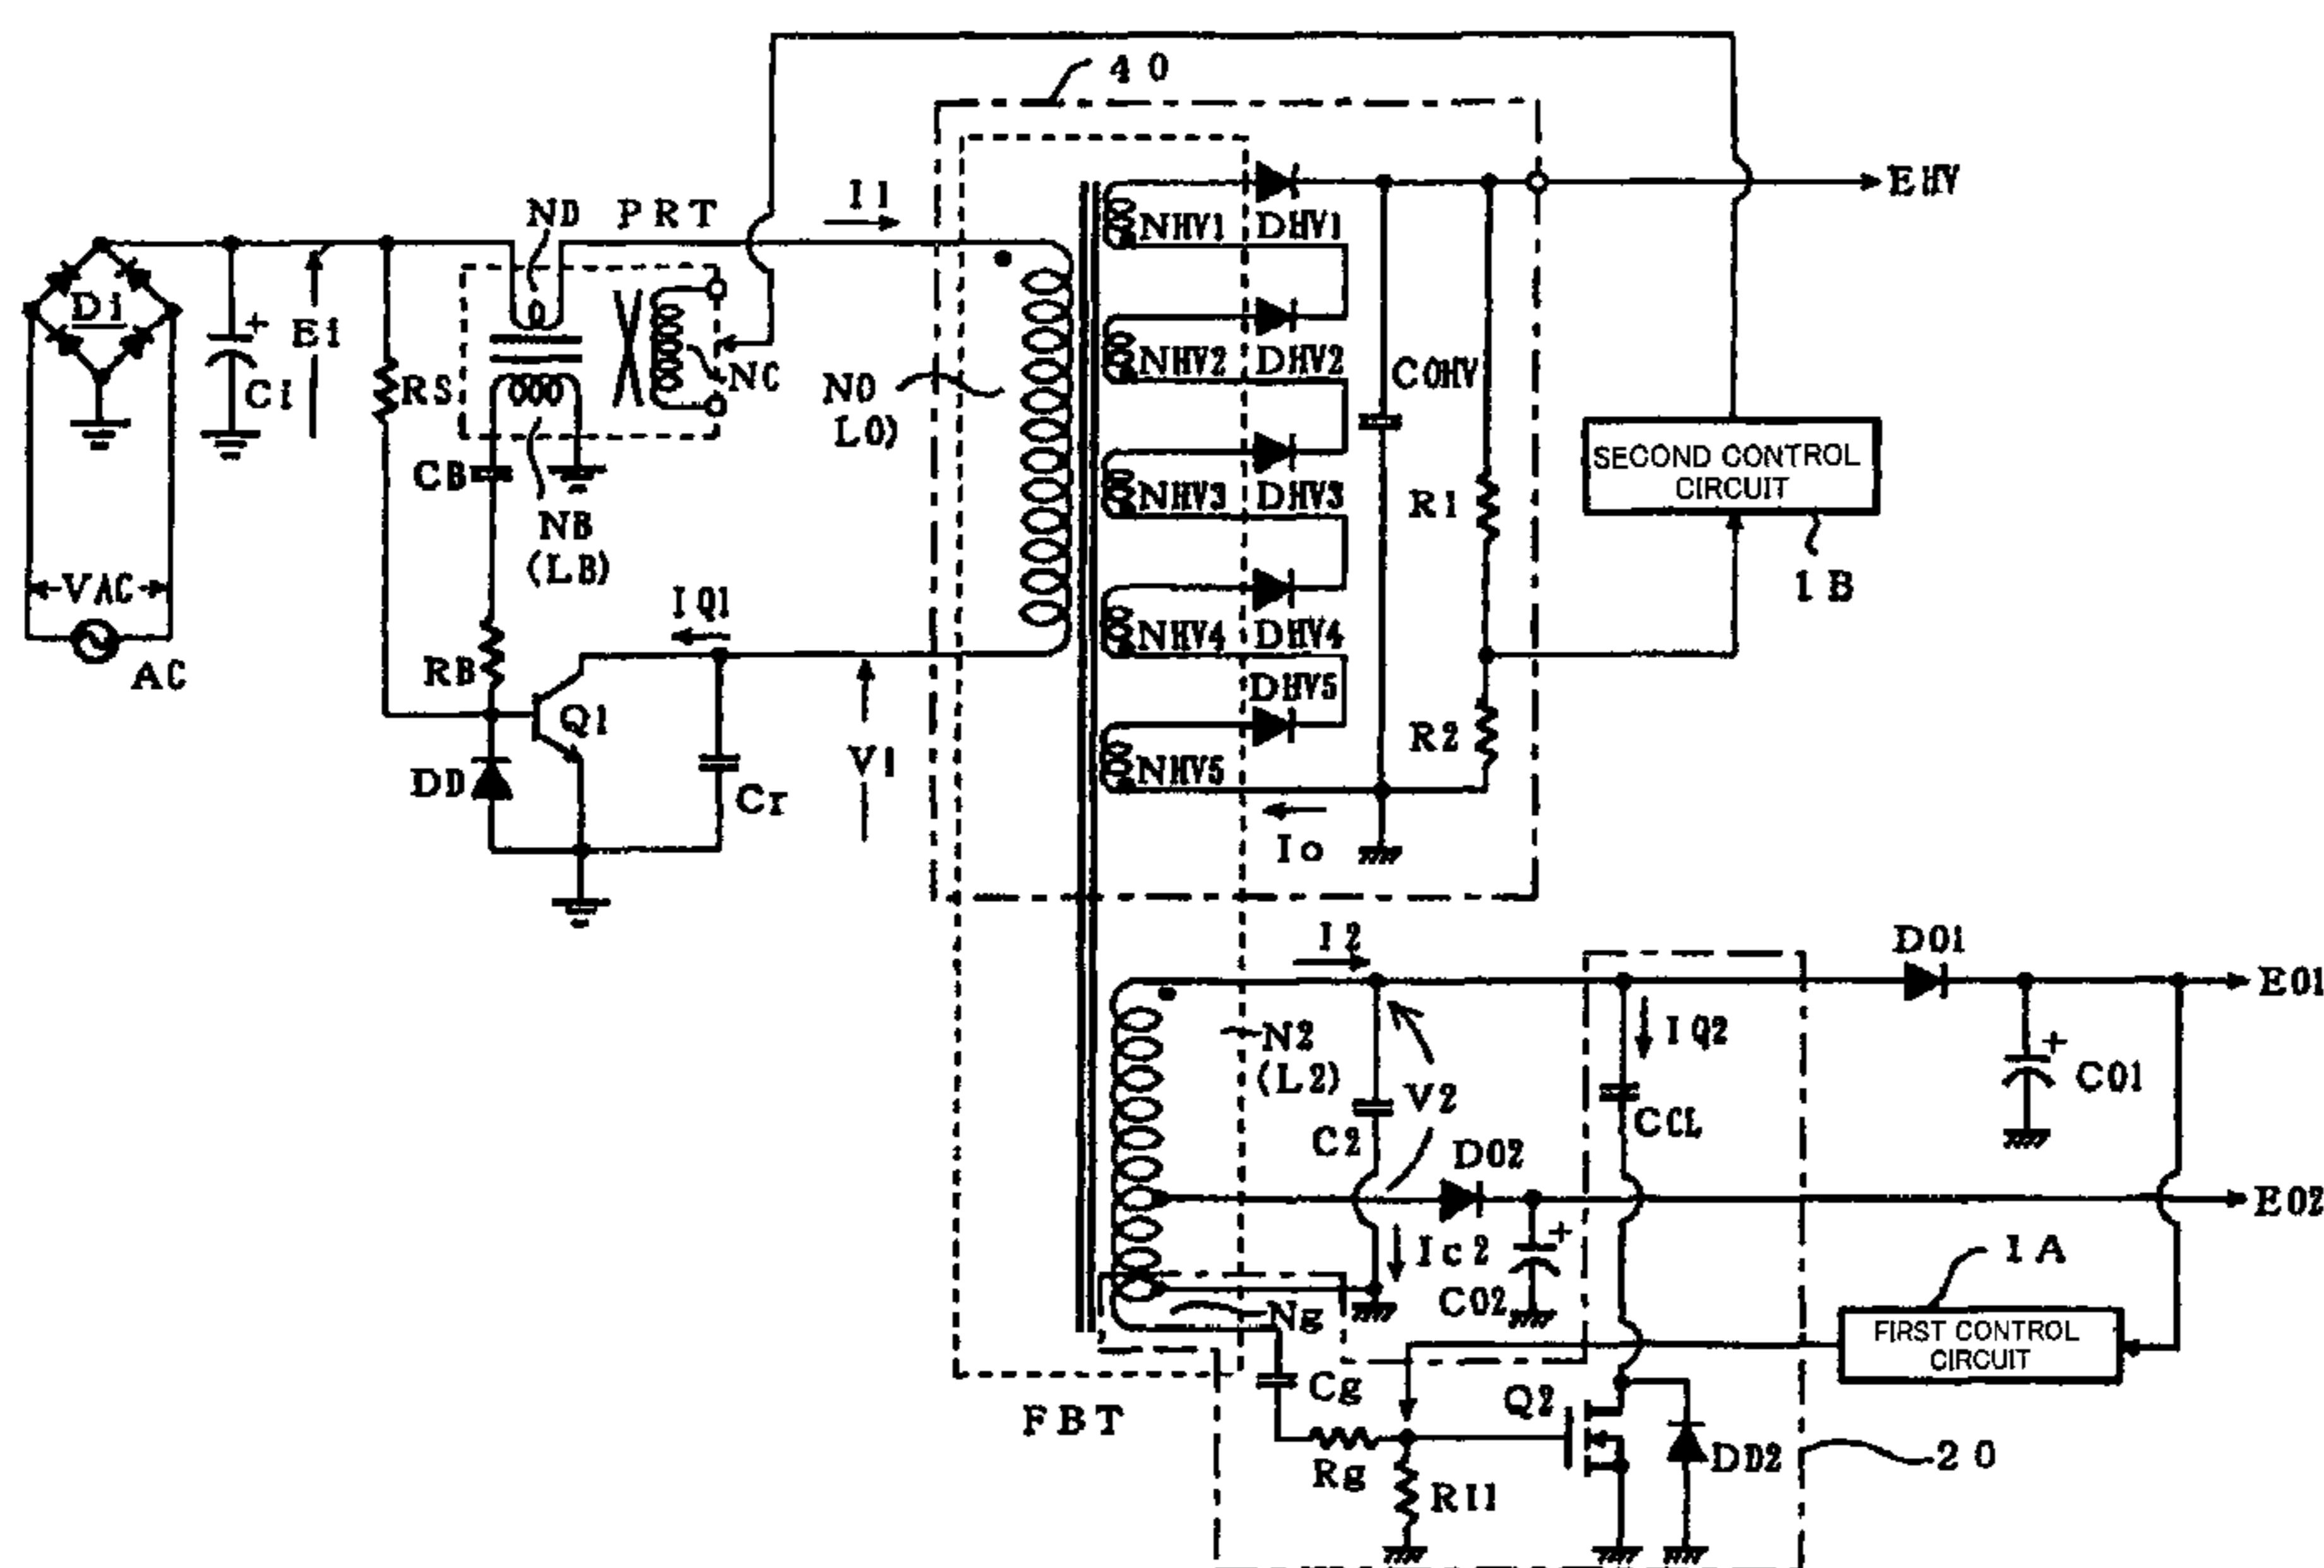 40
EHV
I1
ND
PRT
NHV1
DHV1
Di
+
Ei
Ci
RS
NC
NHV2
DHV2
COHV
N0
L0)
CB
SECOND CONTROL
CIRCUIT
NHV3
DHV3
R1
NB
(LB)
VAC
1B
IQ1
NHV4
DHV4
AC
RB
DHV5
Q1
R2
DD
V1
NHV5
Cr
Io
I2
D01
E01
N2
(L2)
IQ2
+
C01
V2
CCL
C2
D02
E02
Ic2
+
1A
C02
Ng
FIRST CONTROL
CIRCUIT
Cg
FBT
Q2
DD2
20
Rg
R11